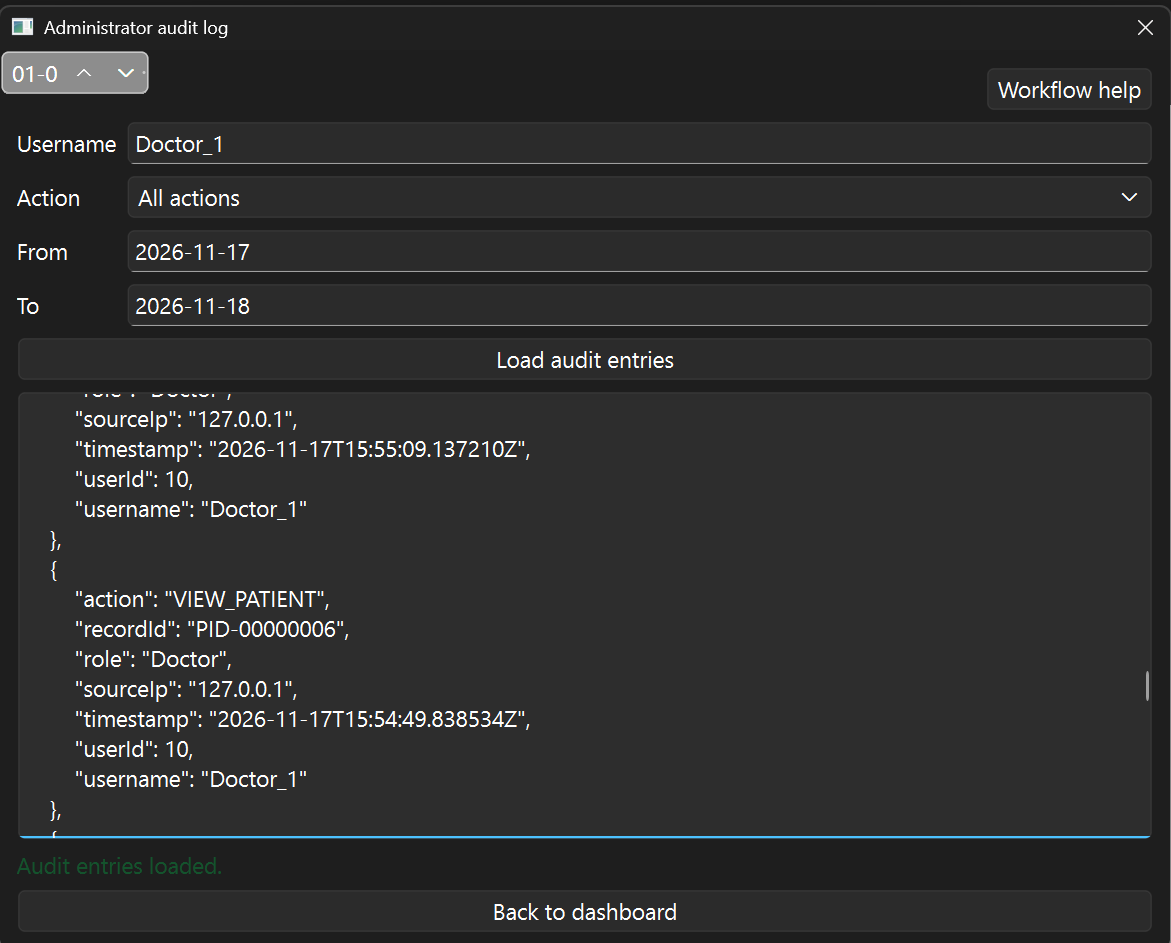 Administrator audit log
01-0
Workflow help
Username Doctor_1
Action All actions
From 2026-11-17
To 2026-11-18
Load audit entries
"role": "Doctor",
"sourceIp": "127.0.0.1",
"timestamp": "2026-11-17T15:55:09.137210Z",
"userId": 10,
"username": "Doctor_1"
},
{
"action": "VIEW_PATIENT",
"recordId": "PID-00000006",
"role": "Doctor",
"sourceIp": "127.0.0.1",
"timestamp": "2026-11-17T15:54:49.838534Z",
"userId": 10,
"username": "Doctor_1"
},
{
Audit entries loaded.
Back to dashboard